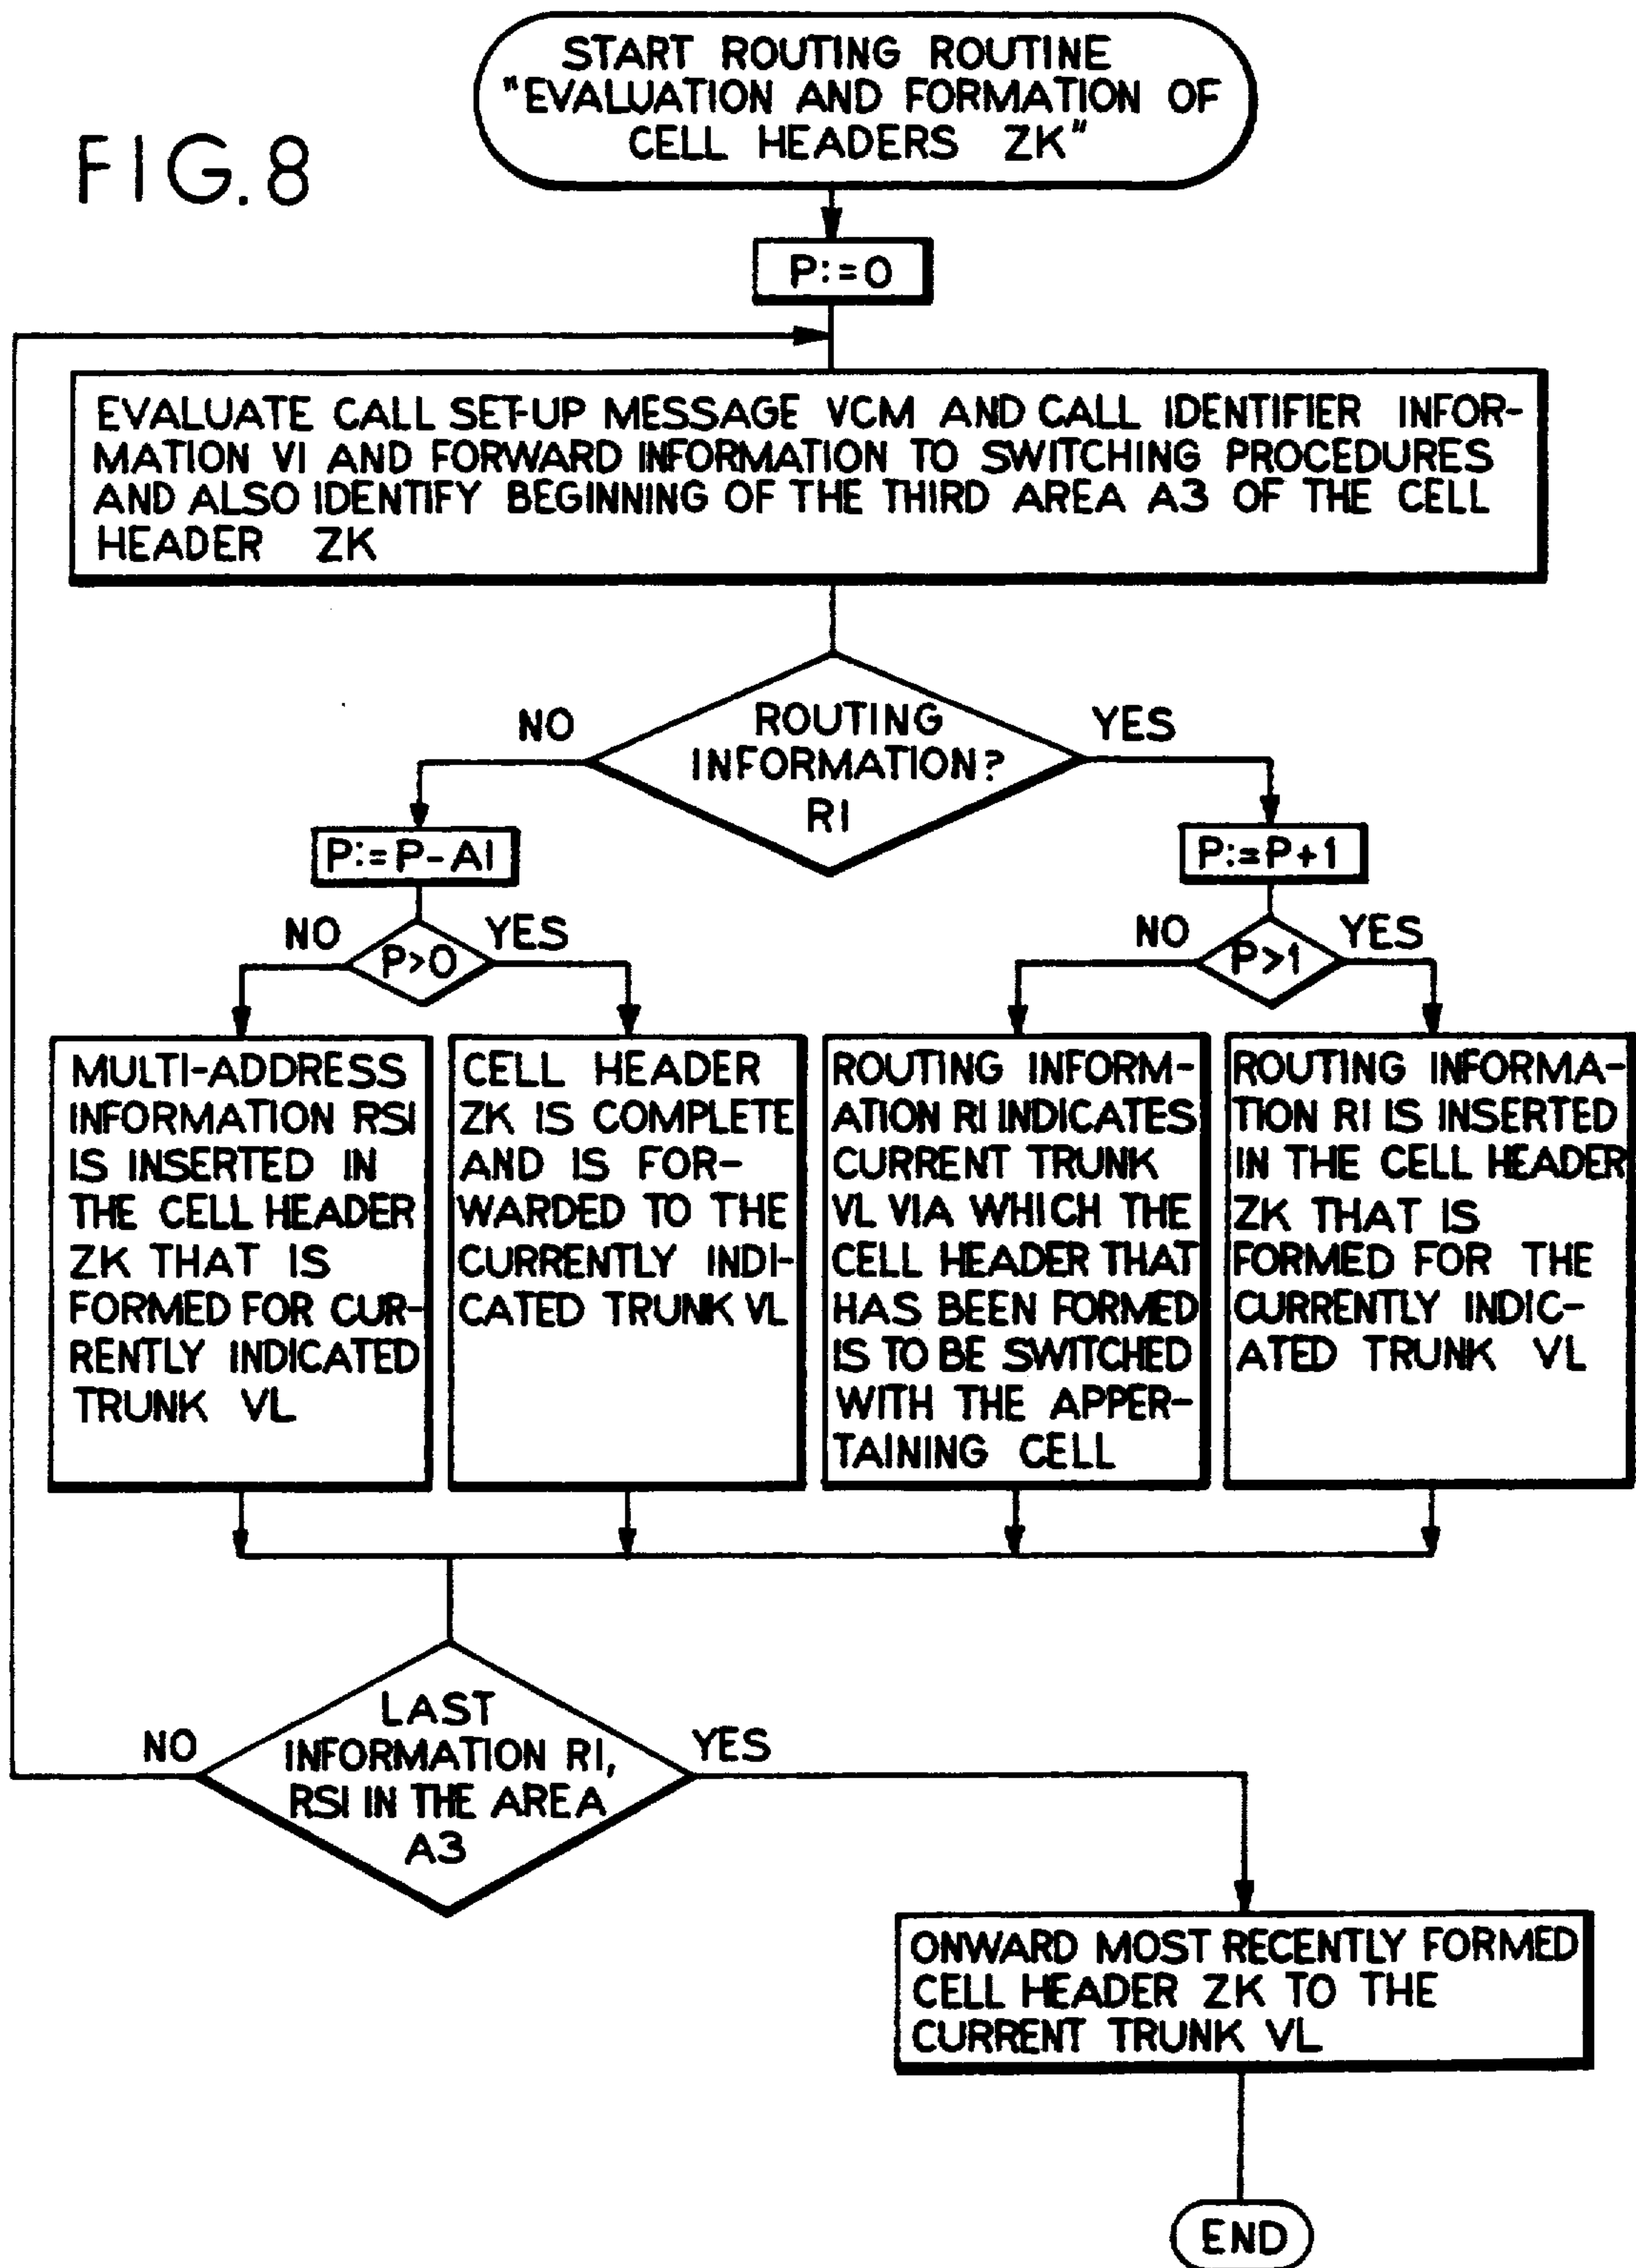 FIG. 8
START ROUTING ROUTINE
"EVALUATION AND FORMATION OF
CELL HEADERS ZK"
P:=0
EVALUATE CALL SET-UP MESSAGE VCM AND CALL IDENTIFIER INFOR-
MATION VI AND FORWARD INFORMATION TO SWITCHING PROCEDURES
AND ALSO IDENTIFY BEGINNING OF THE THIRD AREA A3 OF THE CELL
HEADER ZK
NO
ROUTING
INFORMATION?
RI
YES
P:=P-AI
P:=P+1
NO
P>0
YES
NO
P>1
YES
MULTI-ADDRESS
INFORMATION RSI
IS INSERTED IN
THE CELL HEADER
ZK THAT IS
FORMED FOR CUR-
RENTLY INDICATED
TRUNK VL
CELL HEADER
ZK IS COMPLETE
AND IS FOR-
WARDED TO THE
CURRENTLY INDI-
CATED TRUNK VL
ROUTING INFORM-
ATION RI INDICATES
CURRENT TRUNK
VL VIA WHICH THE
CELL HEADER THAT
HAS BEEN FORMED
IS TO BE SWITCHED
WITH THE APPER-
TAINING CELL
ROUTING INFORMA-
TION RI IS INSERTED
IN THE CELL HEADER
ZK THAT IS
FORMED FOR THE
CURRENTLY INDIC-
ATED TRUNK VL
NO
LAST
INFORMATION RI,
RSI IN THE AREA
A3
YES
ONWARD MOST RECENTLY FORMED
CELL HEADER ZK TO THE
CURRENT TRUNK VL
END